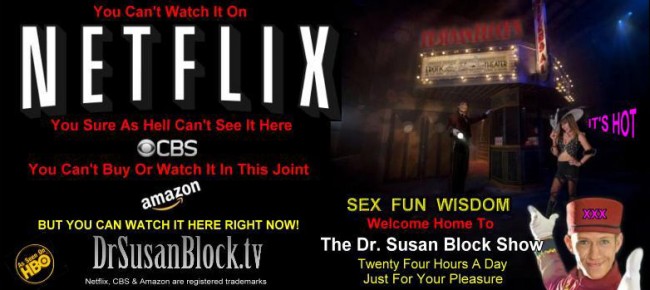 You Can't Watch It On
NETFLIX
You Sure As Hell Can't See It Here
CBS
You Can't Buy Or Watch It In This Joint
amazon
BUT YOU CAN WATCH IT HERE RIGHT NOW!
DrSusanBlock.tv
As Seen On
HBO
Netflix, CBS & Amazon are registered trademarks
IT'S HOT
SEX FUN WISDOM
Welcome Home To
The Dr. Susan Block Show
Twenty Four Hours A Day
Just For Your Pleasure
XXX